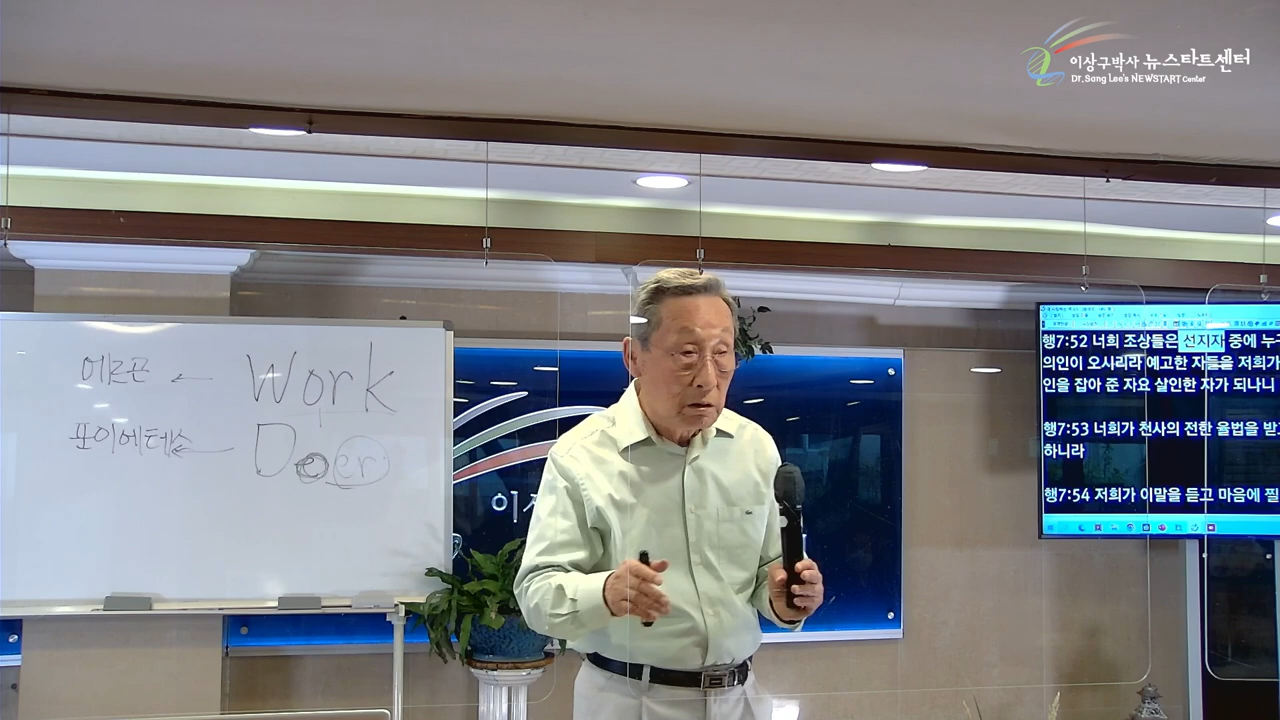 이상구박사 뉴스타트센터
Dr. Sang Lee's NEWSTART Center
에르곤 ← Work
포이에테스 ← Doer
이
행7:52 너희 조상들은 선지자 중에 누구
의인이 오시리라 예고한 자들을 저희가
인을 잡아 준 자요 살인한 자가 되나니
행7:53 너희가 천사의 전한 율법을 받고
하니라
행7:54 저희가 이말을 듣고 마음에 찔